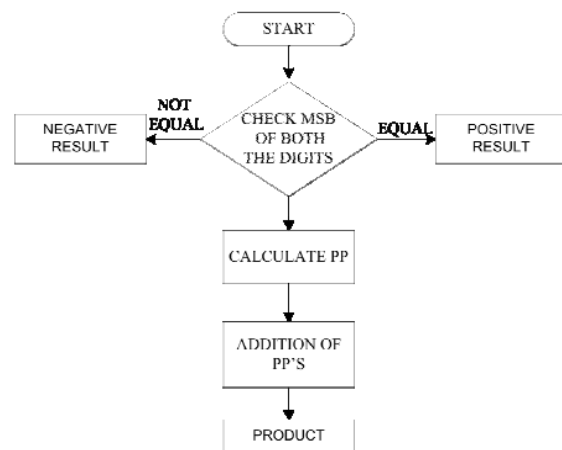 START
NOT
EQUAL
NEGATIVE
RESULT
CHECK MSB
OF BOTH
THE DIGITS
EQUAL
POSITIVE
RESULT
CALCULATE PP
ADDITION OF
PP'S
PRODUCT